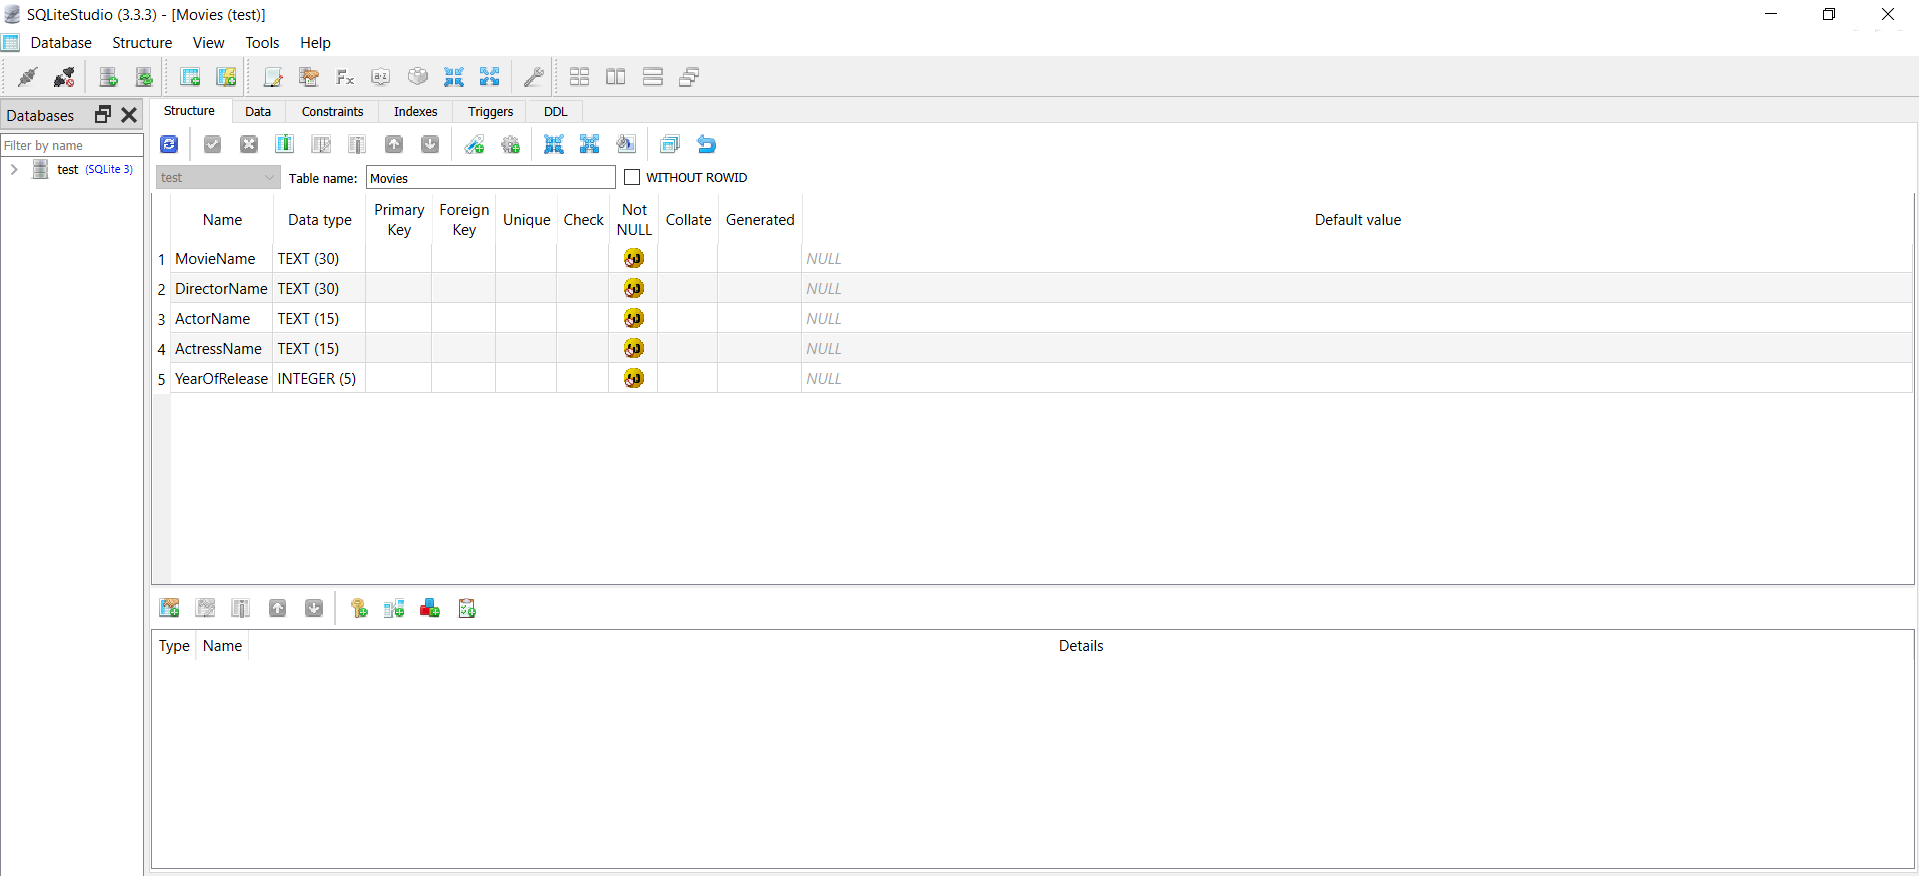 SQLiteStudio (3.3.3) - [Movies (test)]
Database Structure View Tools Help
Databases
Structure Data Constraints Indexes Triggers DDL
Filter by name
test (SQLite 3)
test Table name: Movies WITHOUT ROWID
Name Data type Primary Key Foreign Key Unique Check Not NULL Collate Generated Default value
1 MovieName TEXT (30) NULL
2 DirectorName TEXT (30) NULL
3 ActorName TEXT (15) NULL
4 ActressName TEXT (15) NULL
5 YearOfRelease INTEGER (5) NULL
Type Name Details